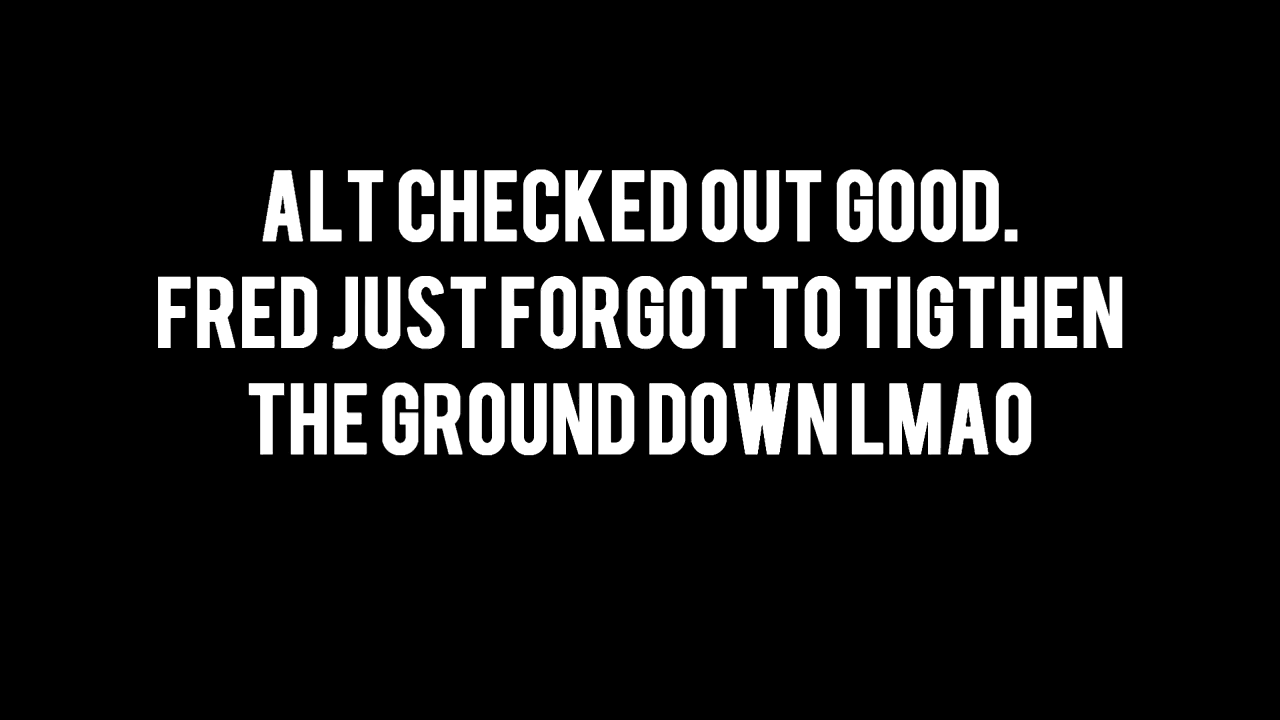 ALT CHECKED OUT GOOD.
FRED JUST FORGOT TO TIGTHEN
THE GROUND DOWN LMAO